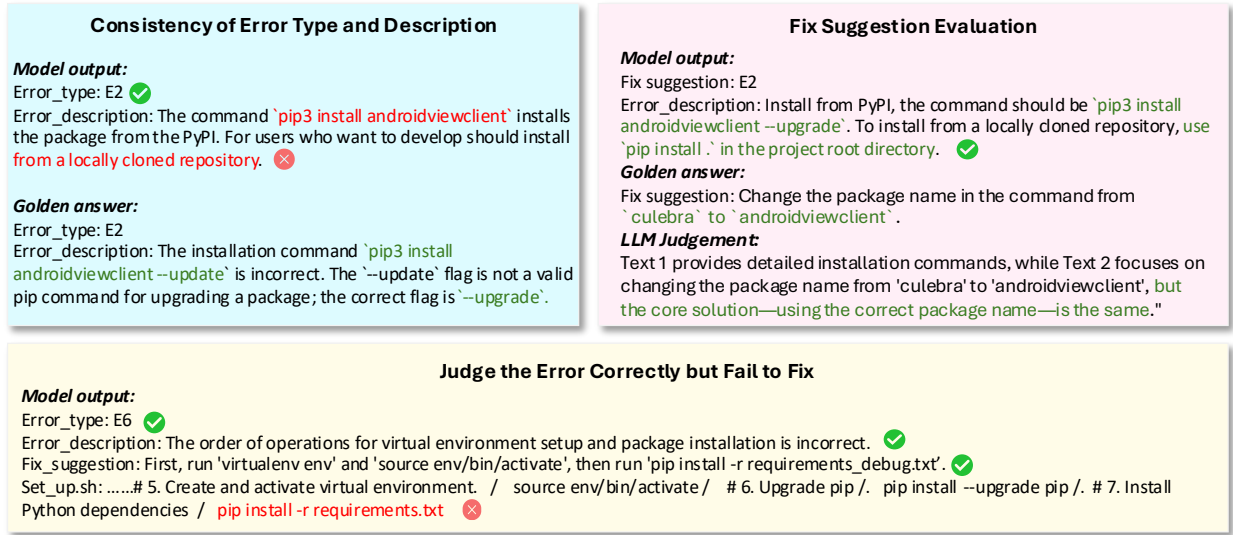 Consistency of Error Type and Description
Model output:
Error_type: E2
Error_description: The command `pip3 install androidviewclient` installs
the package from the PyPI. For users who want to develop should install
from a locally cloned repository.
Golden answer:
Error_type: E2
Error_description: The installation command `pip3 install
androidviewclient --update` is incorrect. The `--update` flag is not a valid
pip command for upgrading a package; the correct flag is `--upgrade`.
Fix Suggestion Evaluation
Model output:
Fix suggestion: E2
Error_description: Install from PyPI, the command should be `pip3 install
androidviewclient --upgrade`. To install from a locally cloned repository, use
`pip install .` in the project root directory.
Golden answer:
Fix suggestion: Change the package name in the command from
`culebra` to `androidviewclient`.
LLM Judgement:
Text 1 provides detailed installation commands, while Text 2 focuses on
changing the package name from 'culebra' to 'androidviewclient', but
the core solution—using the correct package name—is the same."
Judge the Error Correctly but Fail to Fix
Model output:
Error_type: E6
Error_description: The order of operations for virtual environment setup and package installation is incorrect.
Fix_suggestion: First, run 'virtualenv env' and 'source env/bin/activate', then run 'pip install -r requirements_debug.txt’.
Set_up.sh: ......# 5. Create and activate virtual environment. / source env/bin/activate / # 6. Upgrade pip /. pip install --upgrade pip /. # 7. Install
Python dependencies / pip install -r requirements.txt